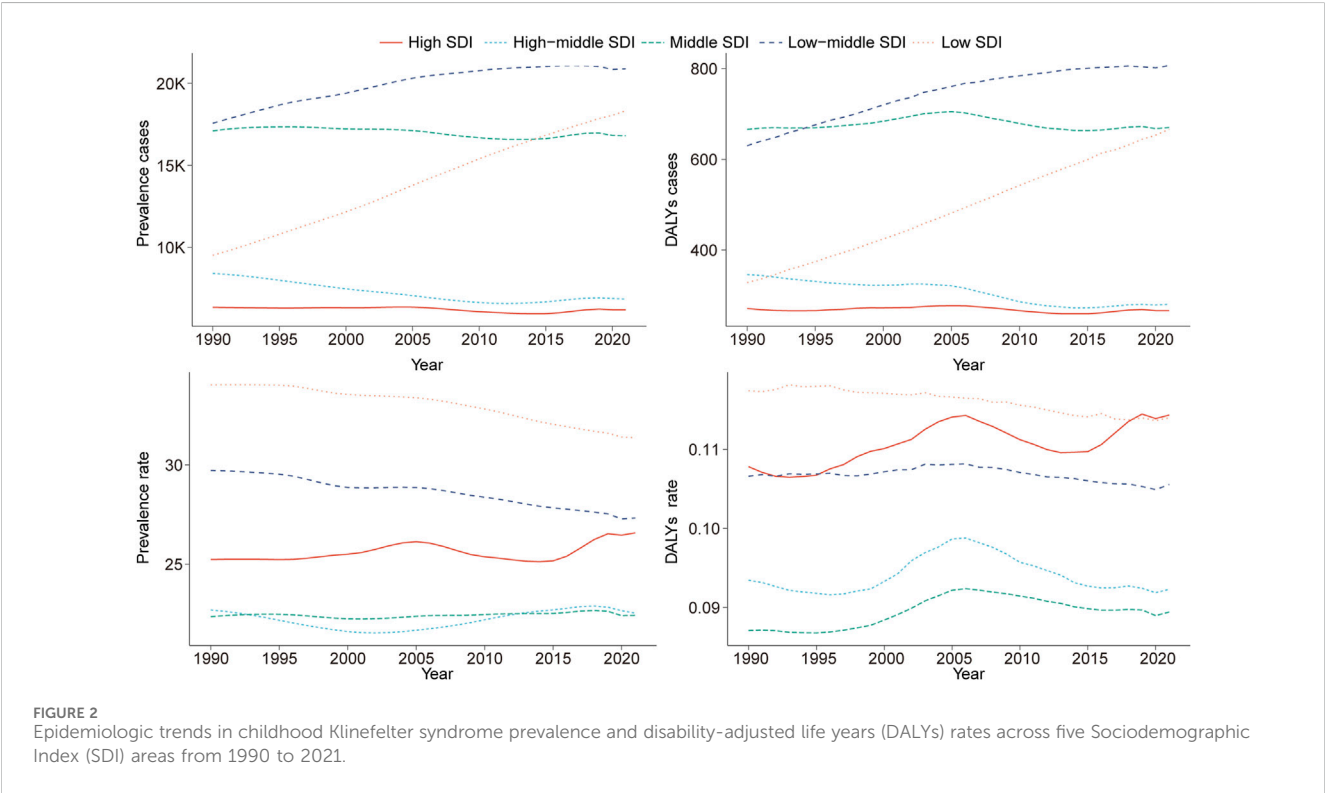 High SDI High−middle SDI Middle SDI Low−middle SDI Low SDI
20K
15K
10K
Prevalence cases
1990 1995 2000 2005 2010 2015 2020
Year
800
600
400
DALYs cases
1990 1995 2000 2005 2010 2015 2020
Year
30
25
Prevalence rate
1990 1995 2000 2005 2010 2015 2020
Year
0.11
0.10
0.09
DALYs rate
1990 1995 2000 2005 2010 2015 2020
Year
FIGURE 2
Epidemiologic trends in childhood Klinefelter syndrome prevalence and disability-adjusted life years (DALYs) rates across five Sociodemographic
Index (SDI) areas from 1990 to 2021.